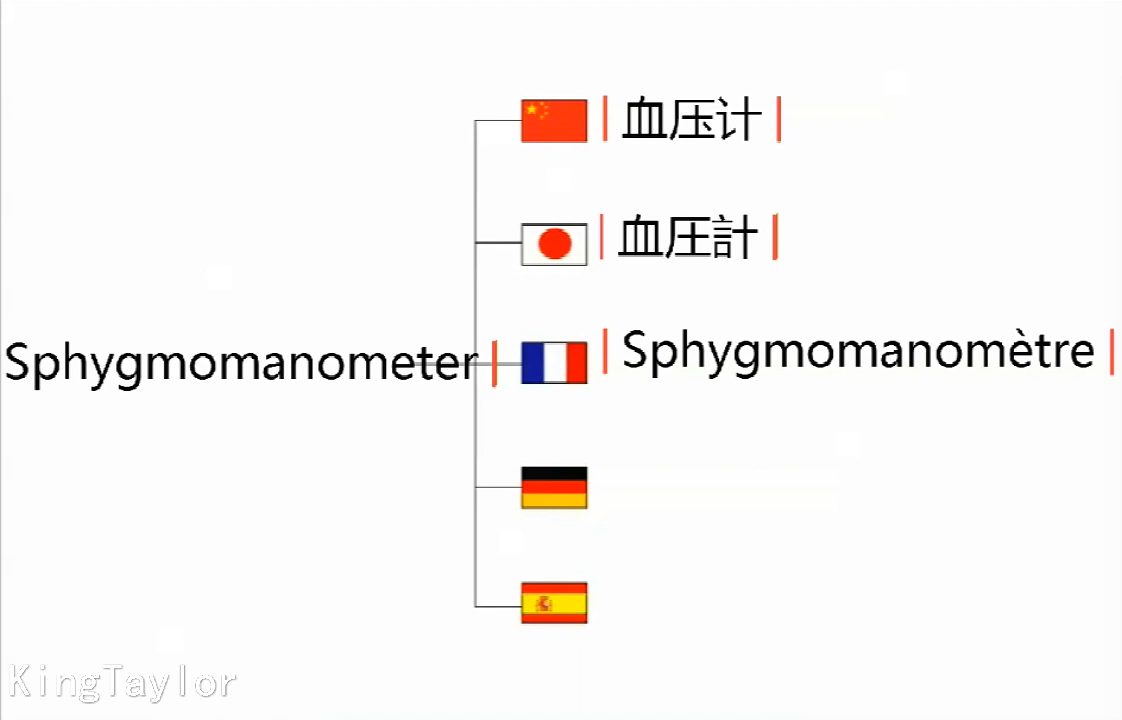 血压计
血圧計
Sphygmomanometer
Sphygmomanomètre
KingTaylor